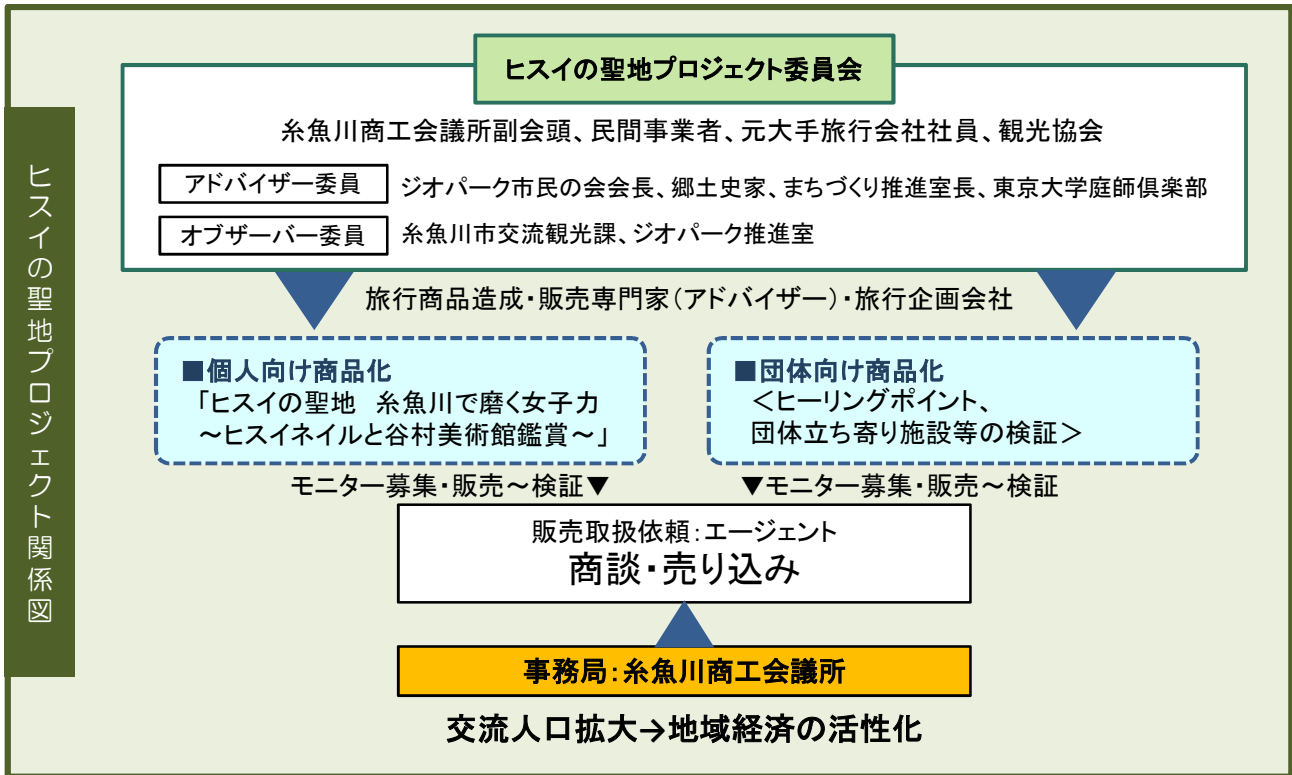 ヒスイの聖地プロジェクト関係図
ヒスイの聖地プロジェクト委員会
糸魚川商工会議所副会頭、民間事業者、元大手旅行会社社員、観光協会
アドバイザー委員 ジオパーク市民の会会長、郷土史家、まちづくり推進室長、東京大学庭師倶楽部
オブザーバー委員 糸魚川市交流観光課、ジオパーク推進室
旅行商品造成・販売専門家（アドバイザー）・旅行企画会社
■個人向け商品化
「ヒスイの聖地　糸魚川で磨く女子力
～ヒスイネイルと谷村美術館鑑賞～」
■団体向け商品化
＜ヒーリングポイント、
団体立ち寄り施設等の検証＞
モニター募集・販売～検証▼
▼モニター募集・販売～検証
販売取扱依頼：エージェント
商談・売り込み
事務局：糸魚川商工会議所
交流人口拡大→地域経済の活性化